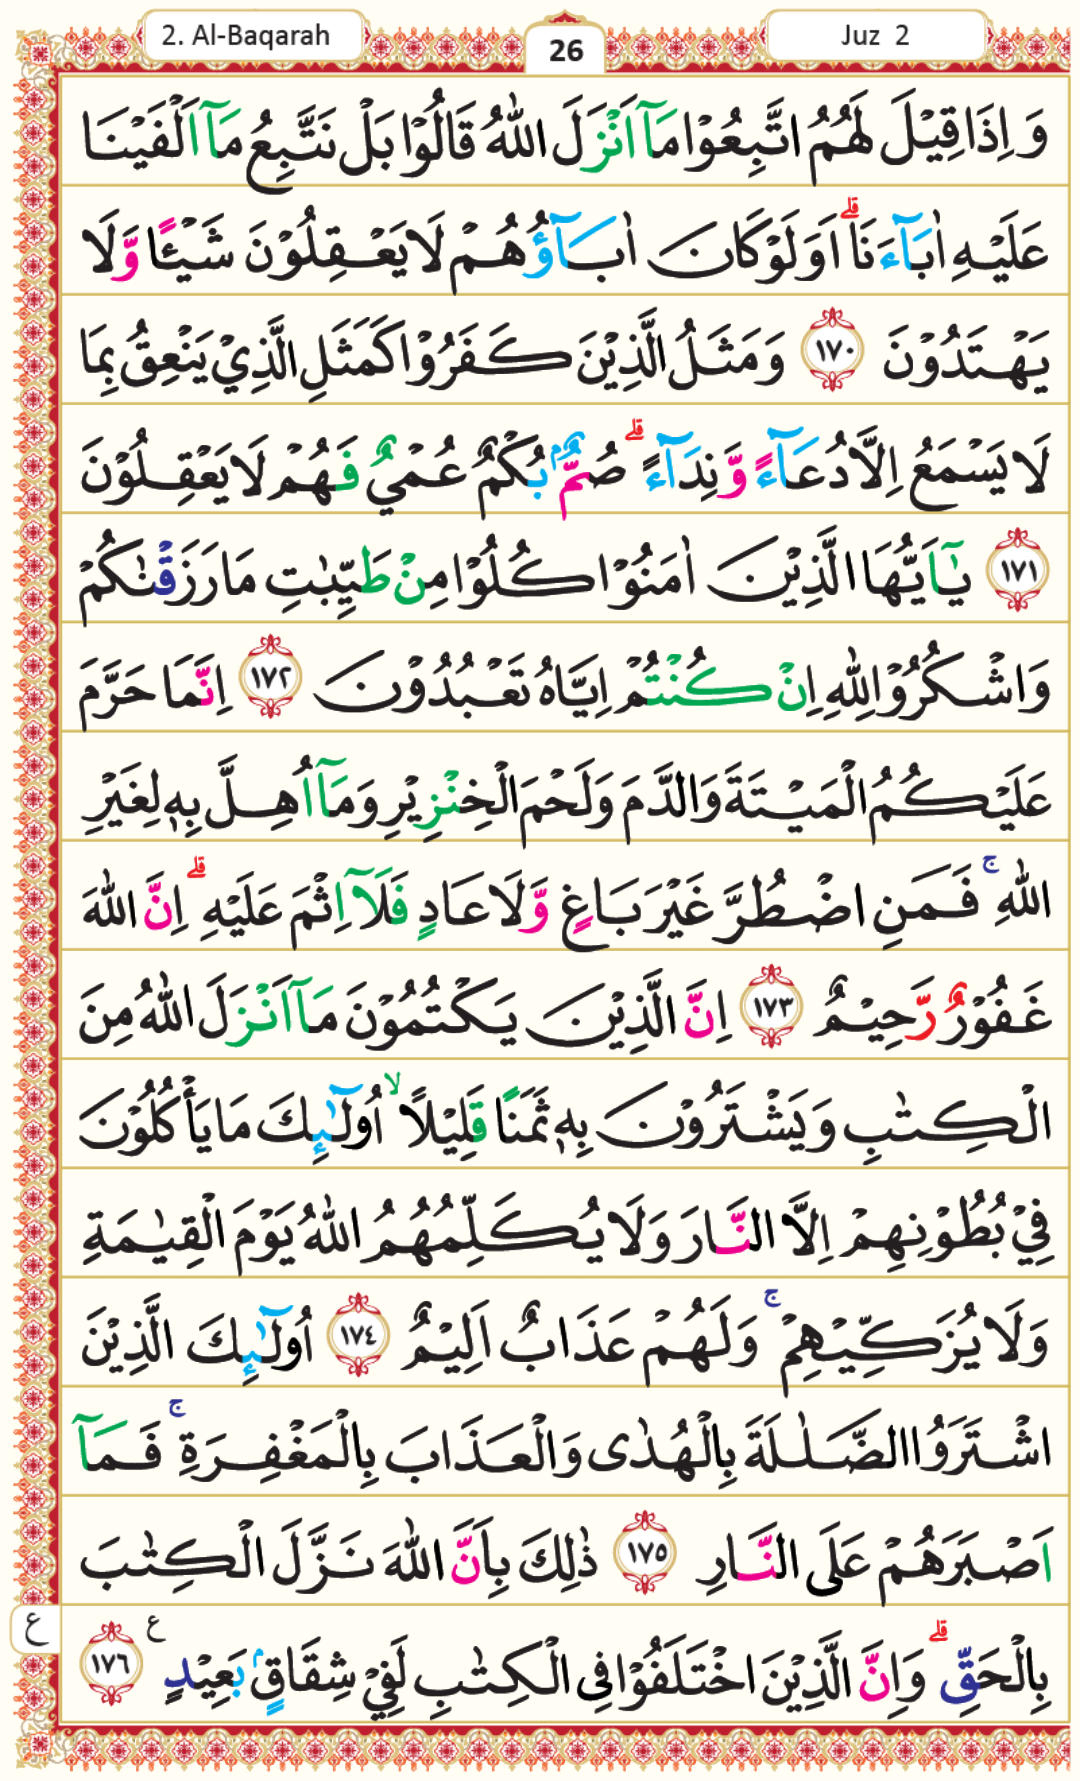 2. Al-Baqarah
26
Juz 2
وَاِذَا قِيْلَ لَهُمُ اتَّبِعُوْا مَاۤ اَنْزَلَ اللّٰهُ قَالُوْا بَلْ نَتَّبِعُ مَاۤ اَلْفَيْنَا
عَلَيْهِ اٰبَآءَنَا ؕ اَوَلَوْ كَانَ اٰبَآؤُهُمْ لَا يَعْقِلُوْنَ شَيْـًٔا وَّلَا
يَهْتَدُوْنَ ١٧٠ وَمَثَلُ الَّذِيْنَ كَفَرُوْا كَمَثَلِ الَّذِيْ يَنْعِقُ بِمَا
لَا يَسْمَعُ اِلَّا دُعَآءً وَّنِدَآءً ۗ صُمٌّ ۢ بُكْمٌ عُمْيٌ فَهُمْ لَا يَعْقِلُوْنَ
١٧١ يٰٓاَيُّهَا الَّذِيْنَ اٰمَنُوْا كُلُوْا مِنْ طَيِّبٰتِ مَا رَزَقْنٰكُمْ
وَاشْكُرُوْا لِلّٰهِ اِنْ كُنْتُمْ اِيَّاهُ تَعْبُدُوْنَ ١٧٢ اِنَّمَا حَرَّمَ
عَلَيْكُمُ الْمَيْتَةَ وَالدَّمَ وَلَحْمَ الْخِنْزِيْرِ وَمَآ اُهِلَّ بِهٖ لِغَيْرِ
اللّٰهِ ۚ فَمَنِ اضْطُرَّ غَيْرَ بَاغٍ وَّلَا عَادٍ فَلَآ اِثْمَ عَلَيْهِ ۗ اِنَّ اللّٰهَ
غَفُوْرٌ رَّحِيْمٌ ١٧٣ اِنَّ الَّذِيْنَ يَكْتُمُوْنَ مَآ اَنْزَلَ اللّٰهُ مِنَ
الْكِتٰبِ وَيَشْتَرُوْنَ بِهٖ ثَمَنًا قَلِيْلًا ۙ اُولٰۤىِٕكَ مَا يَأْكُلُوْنَ
فِيْ بُطُوْنِهِمْ اِلَّا النَّارَ وَلَا يُكَلِّمُهُمُ اللّٰهُ يَوْمَ الْقِيٰمَةِ
وَلَا يُزَكِّيْهِمْ ۚ وَلَهُمْ عَذَابٌ اَلِيْمٌ ١٧٤ اُولٰۤىِٕكَ الَّذِيْنَ
اشْتَرَوُا الضَّلٰلَةَ بِالْهُدٰى وَالْعَذَابَ بِالْمَغْفِرَةِ ۚ فَمَآ
اَصْبَرَهُمْ عَلَى النَّارِ ١٧٥ ذٰلِكَ بِاَنَّ اللّٰهَ نَزَّلَ الْكِتٰبَ
بِالْحَقِّ ۗ وَاِنَّ الَّذِيْنَ اخْتَلَفُوْا فِى الْكِتٰبِ لَفِيْ شِقَاقٍ ۢ بَعِيْدٍ ع ١٧٦
ع